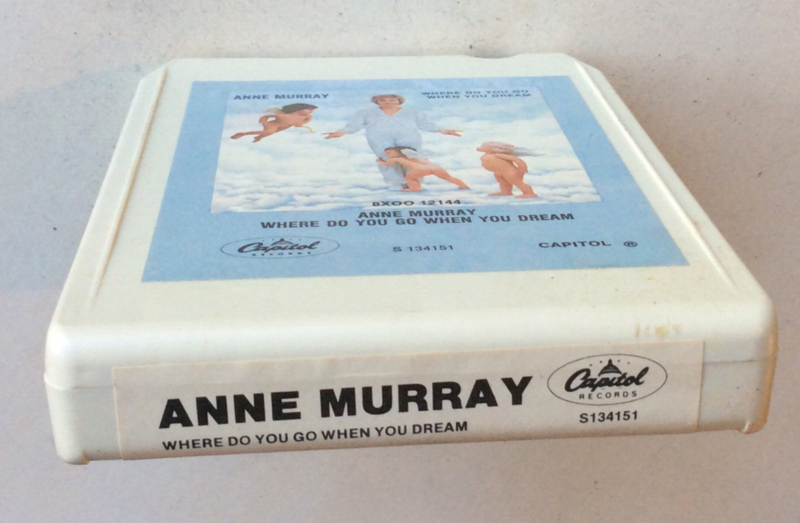 ANNE MURRAY
WHERE DO YOU GO
WHEN YOU DREAM
8XOO 12144
ANNE MURRAY
WHERE DO YOU GO WHEN YOU DREAM
Capitol
RECORDS
S 134151
CAPITOL ®
ANNE MURRAY
WHERE DO YOU GO WHEN YOU DREAM
Capitol
RECORDS
S134151